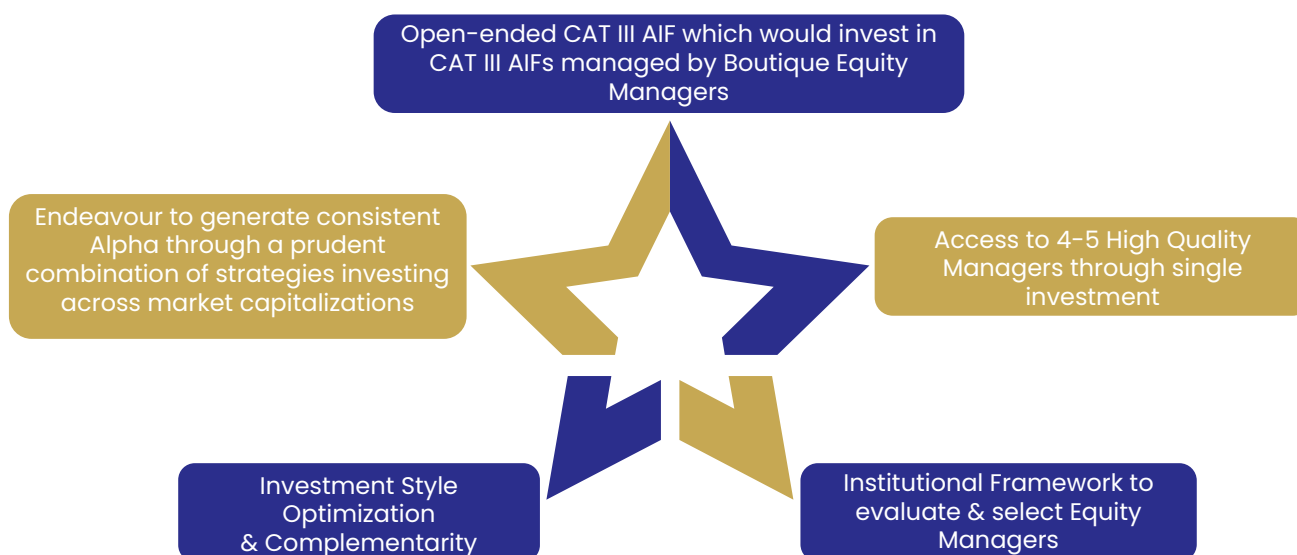 Open-ended CAT III AIF which would invest in
CAT III AIFs managed by Boutique Equity
Managers
Endeavour to generate consistent
Alpha through a prudent
combination of strategies investing
across market capitalizations
Access to 4-5 High Quality
Managers through single
investment
Investment Style
Optimization
& Complementarity
Institutional Framework to
evaluate & select Equity
Managers